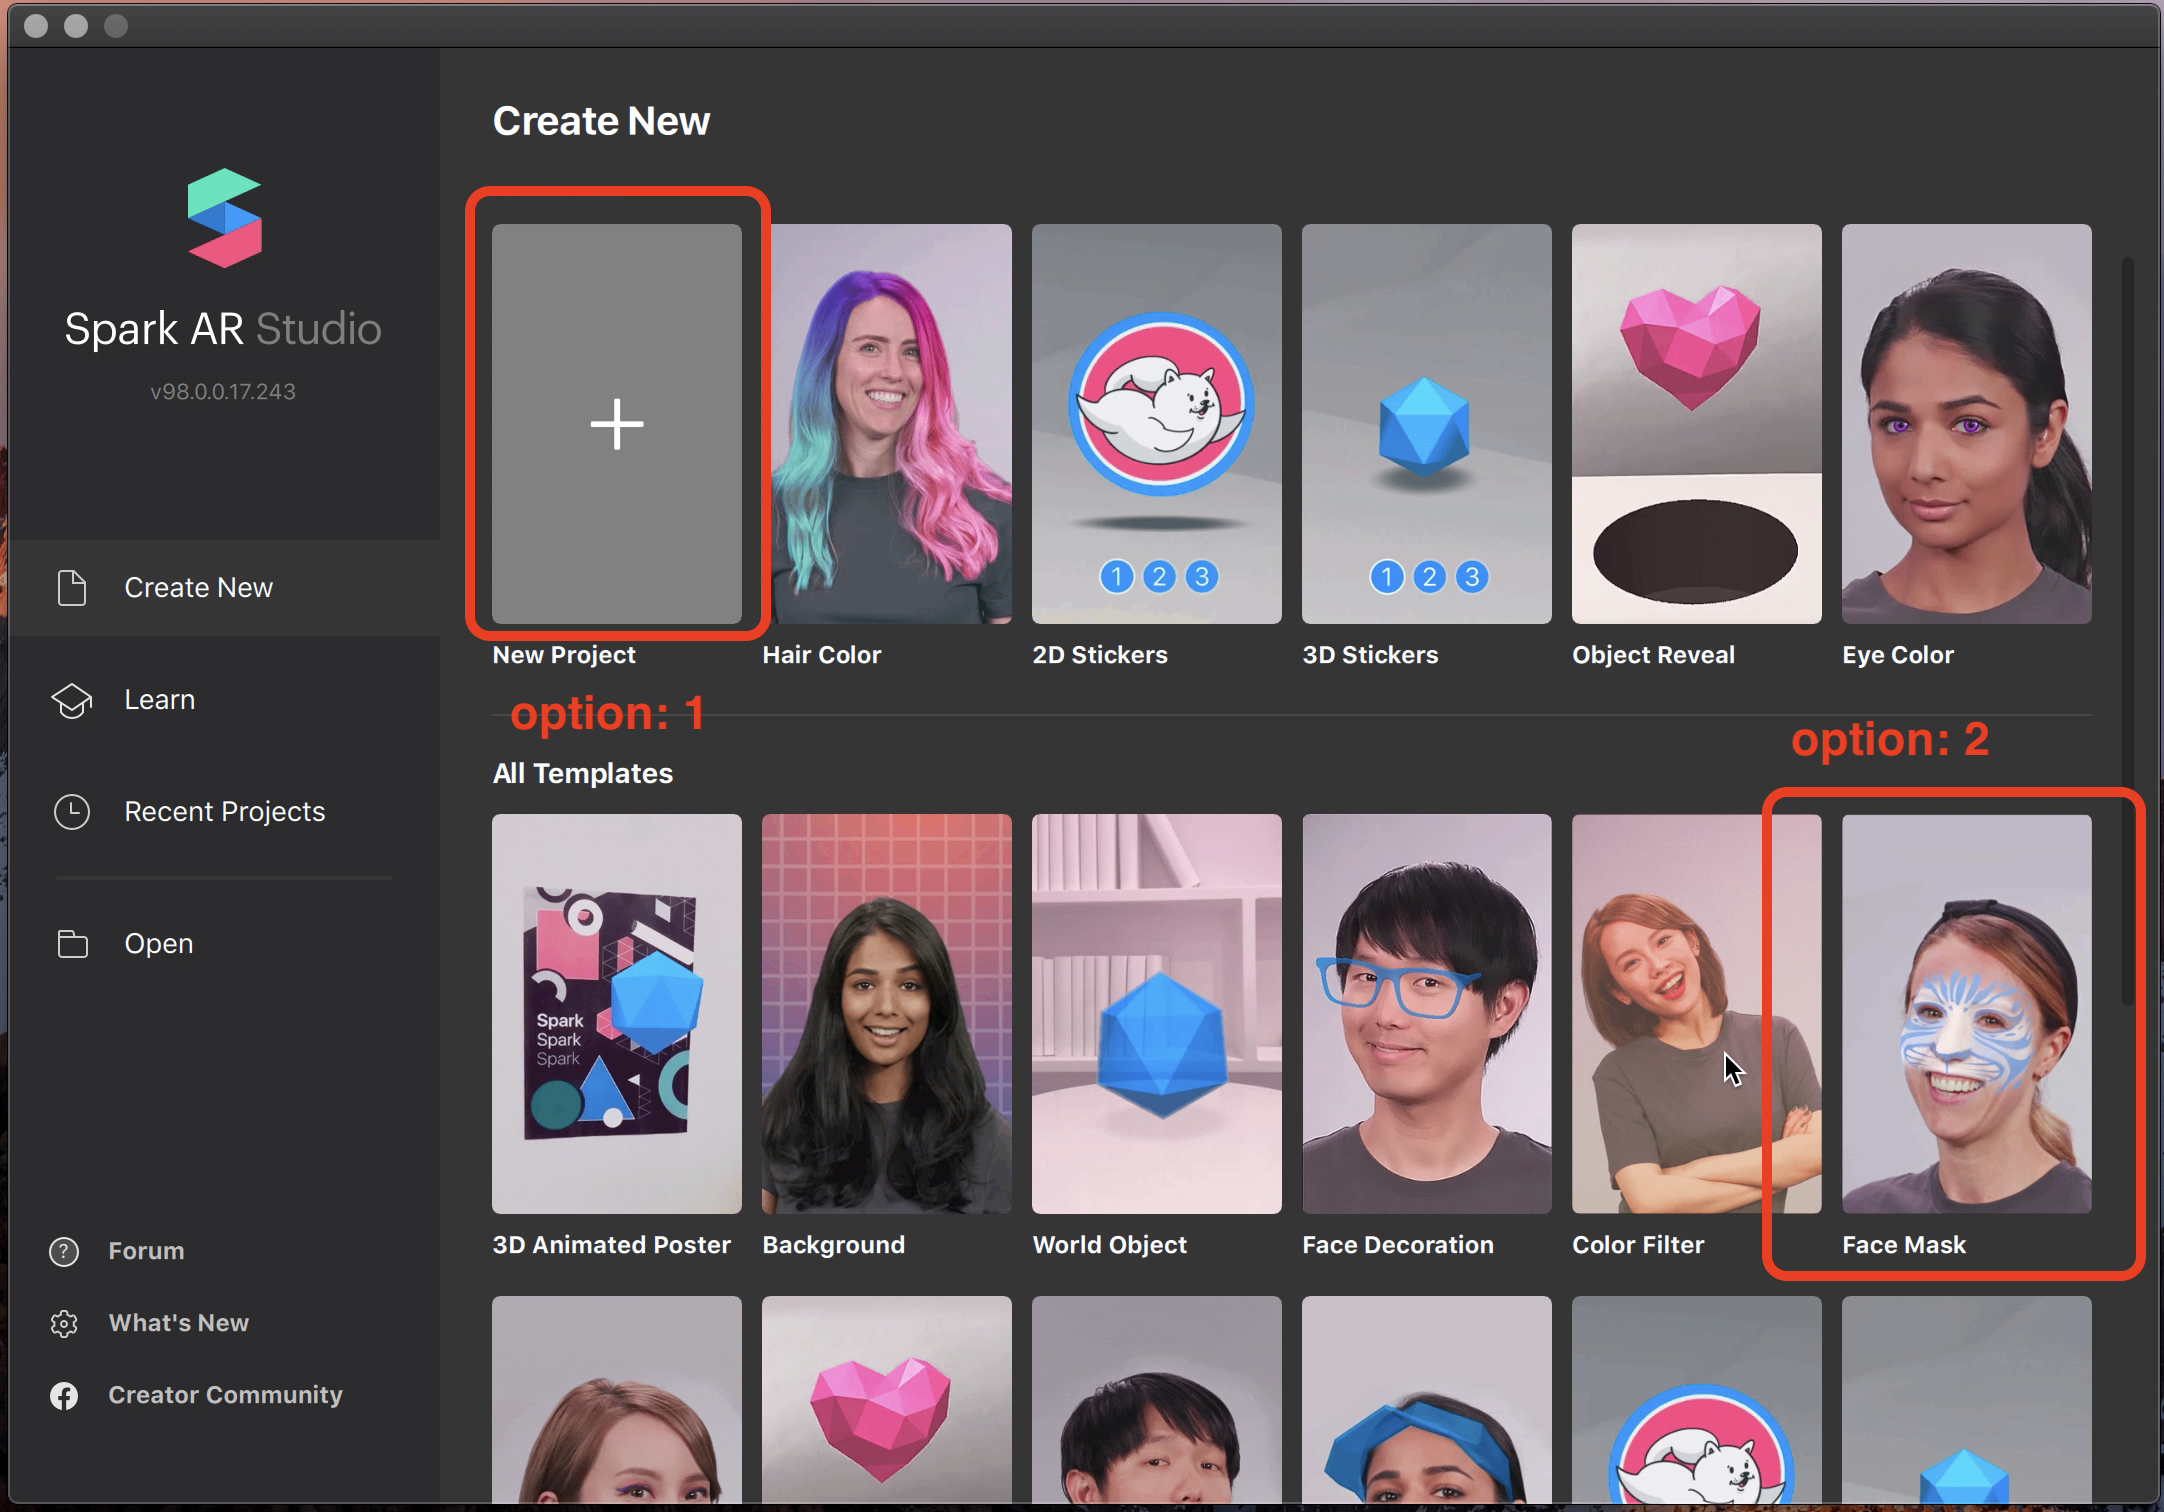 Create New
Spark AR Studio
v98.0.0.17.243
Create New
Learn
Recent Projects
Open
Forum
What's New
Creator Community
1 2 3
1 2 3
New Project
Hair Color
2D Stickers
3D Stickers
Object Reveal
Eye Color
option: 1
option: 2
All Templates
Spark
Spark
Spark
3D Animated Poster
Background
World Object
Face Decoration
Color Filter
Face Mask